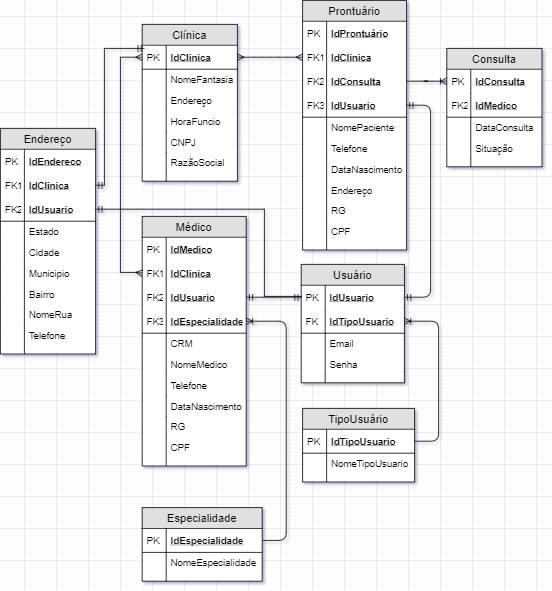 Clínica
PK IdClinica
NomeFantasia
Endereço
HoraFuncio
CNPJ
RazãoSocial
Prontuário
PK IdProntuário
FK1 IdClinica
FK2 IdConsulta
FK3 IdUsuario
NomePaciente
Telefone
DataNascimento
Endereço
RG
CPF
Consulta
PK IdConsulta
FK2 IdMedico
DataConsulta
Situação
Endereço
PK IdEndereco
FK1 IdClinica
FK2 IdUsuario
Estado
Cidade
Municipio
Bairro
NomeRua
Telefone
Médico
PK IdMedico
FK1 IdClinica
FK2 IdUsuario
FK3 IdEspecialidade
CRM
NomeMedico
Telefone
DataNascimento
RG
CPF
Usuário
PK IdUsuario
FK IdTipoUsuario
Email
Senha
TipoUsuário
PK IdTipoUsuario
NomeTipoUsuario
Especialidade
PK IdEspecialidade
NomeEspecialidade